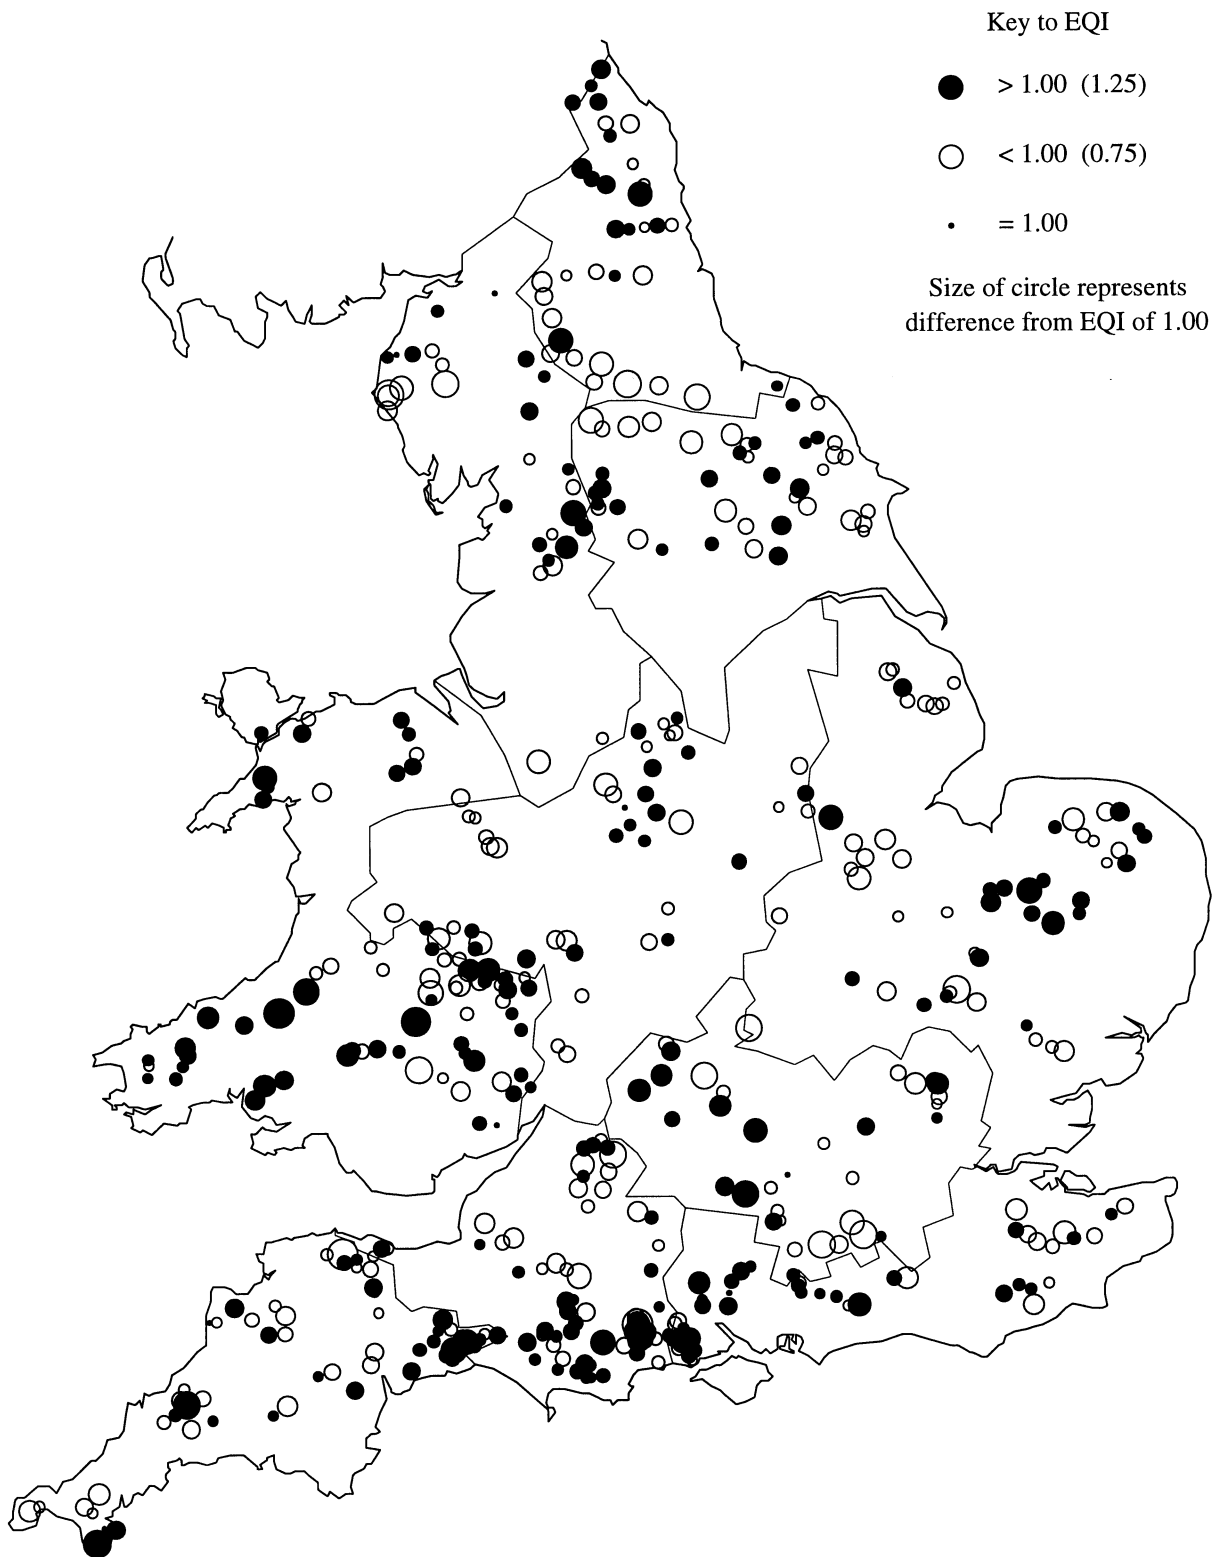 Key to EQI
> 1.00 (1.25)
< 1.00 (0.75)
= 1.00
Size of circle represents
difference from EQI of 1.00